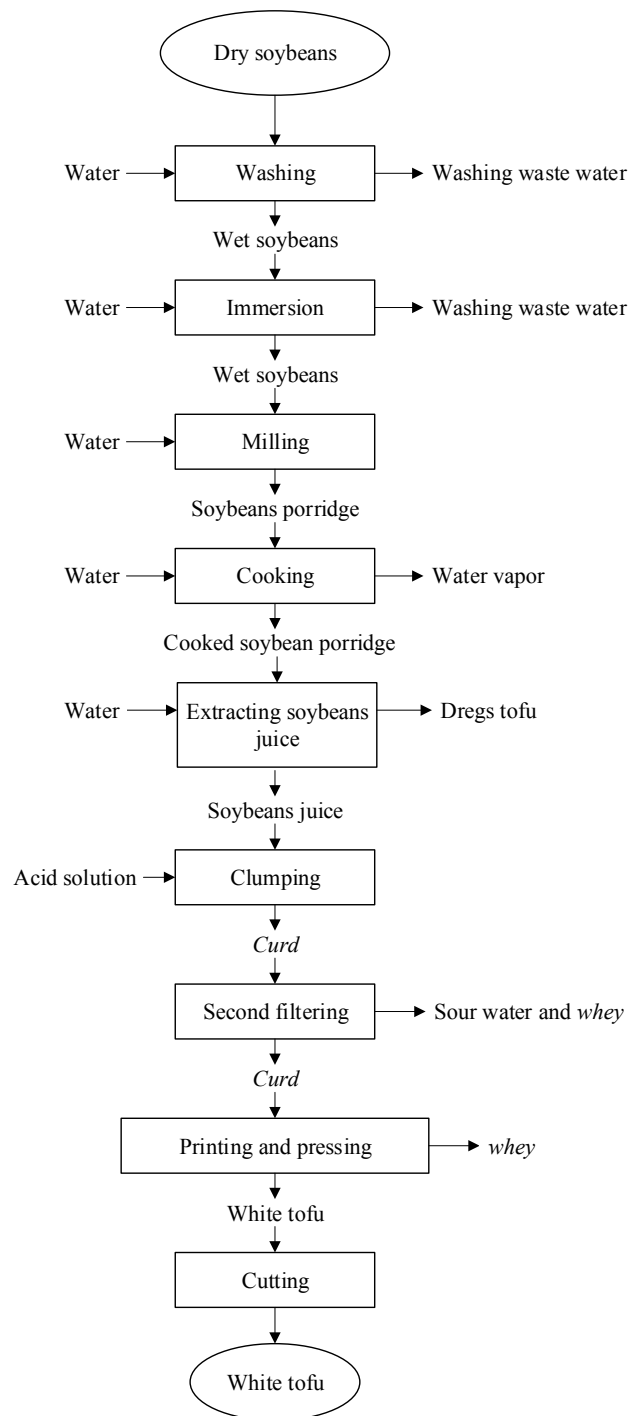 Dry soybeans
Water
Washing
Washing waste water
Wet soybeans
Water
Immersion
Washing waste water
Wet soybeans
Water
Milling
Soybeans porridge
Water
Cooking
Water vapor
Cooked soybean porridge
Water
Extracting soybeans
juice
Dregs tofu
Soybeans juice
Acid solution
Clumping
Curd
Second filtering
Sour water and whey
Curd
Printing and pressing
whey
White tofu
Cutting
White tofu